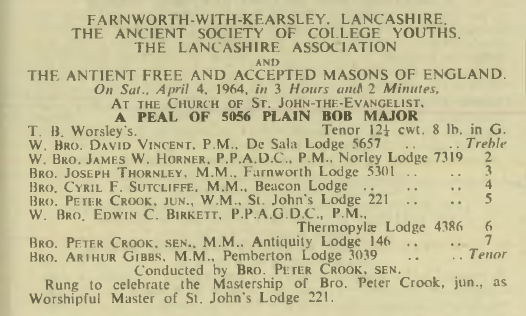 FARNWORTH-WITH-KEARSLEY, LANCASHIRE.
THE ANCIENT SOCIETY OF COLLEGE YOUTHS.
THE LANCASHIRE ASSOCIATION
AND
THE ANTIENT FREE AND ACCEPTED MASONS OF ENGLAND.
On Sat., April 4, 1964, in 3 Hours and 2 Minutes,
AT THE CHURCH OF ST. JOHN-THE-EVANGELIST,
A PEAL OF 5056 PLAIN BOB MAJOR
T. B. Worsley's. Tenor 12¼ cwt. 8 lb. in G.
W. BRO. DAVID VINCENT, P.M., De Sala Lodge 5657 .. .. Treble
W. BRO. JAMES W. HORNER, P.P.A.D.C., P.M., Norley Lodge 7319 2
BRO. JOSEPH THORNLEY, M.M., Farnworth Lodge 5301 .. .. 3
BRO. CYRIL F. SUTCLIFFE, M.M., Beacon Lodge .. .. .. 4
BRO. PETER CROOK, JUN., W.M., St. John's Lodge 221 .. .. 5
W. BRO. EDWIN C. BIRKETT, P.P.A.G.D.C., P.M.,
Thermopylæ Lodge 4386 6
BRO. PETER CROOK, SEN., M.M., Antiquity Lodge 146 .. .. 7
BRO. ARTHUR GIBBS, M.M., Pemberton Lodge 3039 .. .. Tenor
Conducted by BRO. PETER CROOK, SEN.
Rung to celebrate the Mastership of Bro. Peter Crook, jun., as
Worshipful Master of St. John's Lodge 221.